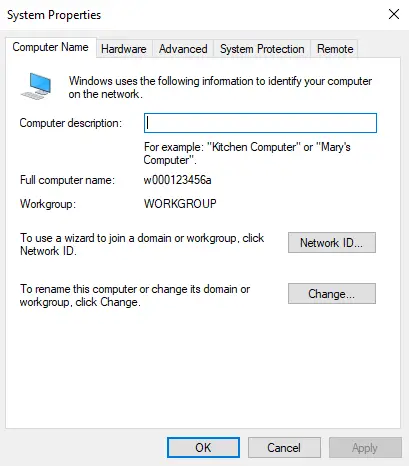 System Properties
Computer Name
Hardware
Advanced
System Protection
Remote
Windows uses the following information to identify your computer
on the network.
Computer description:
For example: "Kitchen Computer" or "Mary's
Computer".
Full computer name:
w000123456a
Workgroup:
WORKGROUP
To use a wizard to join a domain or workgroup, click
Network ID.
Network ID...
To rename this computer or change its domain or
workgroup, click Change.
Change...
OK
Cancel
Apply